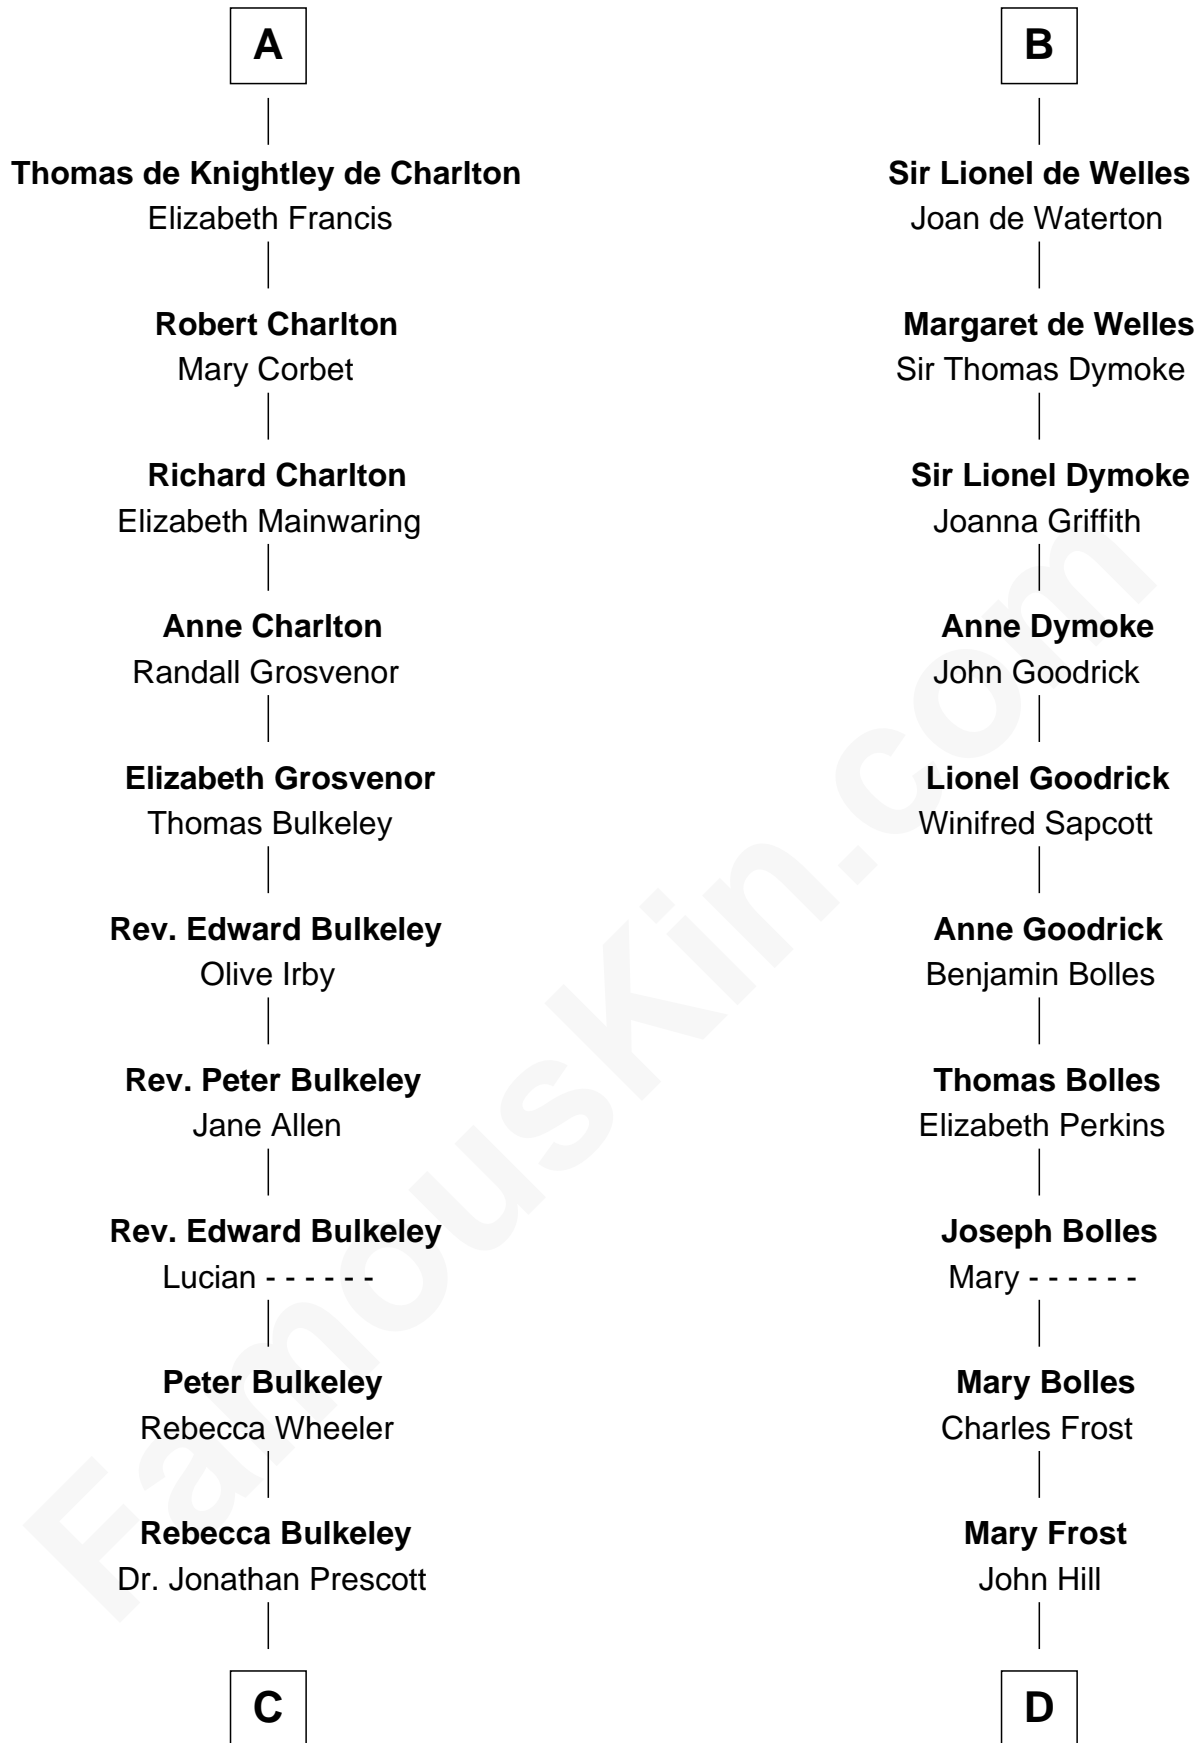 A
Thomas de Knightley de Charlton
Elizabeth Francis
Robert Charlton
Mary Corbet
Richard Charlton
Elizabeth Mainwaring
Anne Charlton
Randall Grosvenor
Elizabeth Grosvenor
Thomas Bulkeley
Rev. Edward Bulkeley
Olive Irby
Rev. Peter Bulkeley
Jane Allen
Rev. Edward Bulkeley
Lucian - - - - - -
Peter Bulkeley
Rebecca Wheeler
Rebecca Bulkeley
Dr. Jonathan Prescott
C
B
Sir Lionel de Welles
Joan de Waterton
Margaret de Welles
Sir Thomas Dymoke
Sir Lionel Dymoke
Joanna Griffith
Anne Dymoke
John Goodrick
Lionel Goodrick
Winifred Sapcott
Anne Goodrick
Benjamin Bolles
Thomas Bolles
Elizabeth Perkins
Joseph Bolles
Mary - - - - - -
Mary Bolles
Charles Frost
Mary Frost
John Hill
D
FamousKin.com